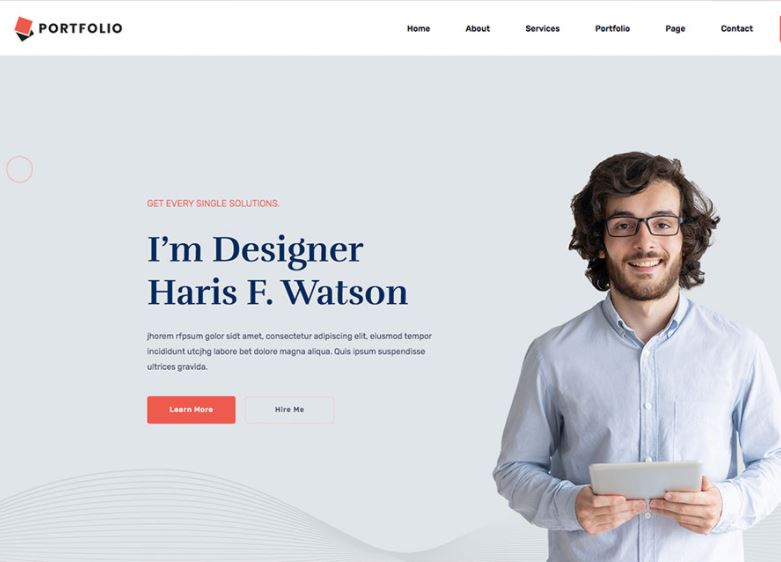 PORTFOLIO
Home About Services Portfolio Page Contact
GET EVERY SINGLE SOLUTIONS.
I'm Designer
Haris F. Watson
jhorem rfpsum golor sidt amet, consectetur adipiscing elit, eiusmod tempor
incididunt utcjhg labore bet dolore magna aliqua. Quis ipsum suspendisse
ultrices gravida.
Learn More Hire Me